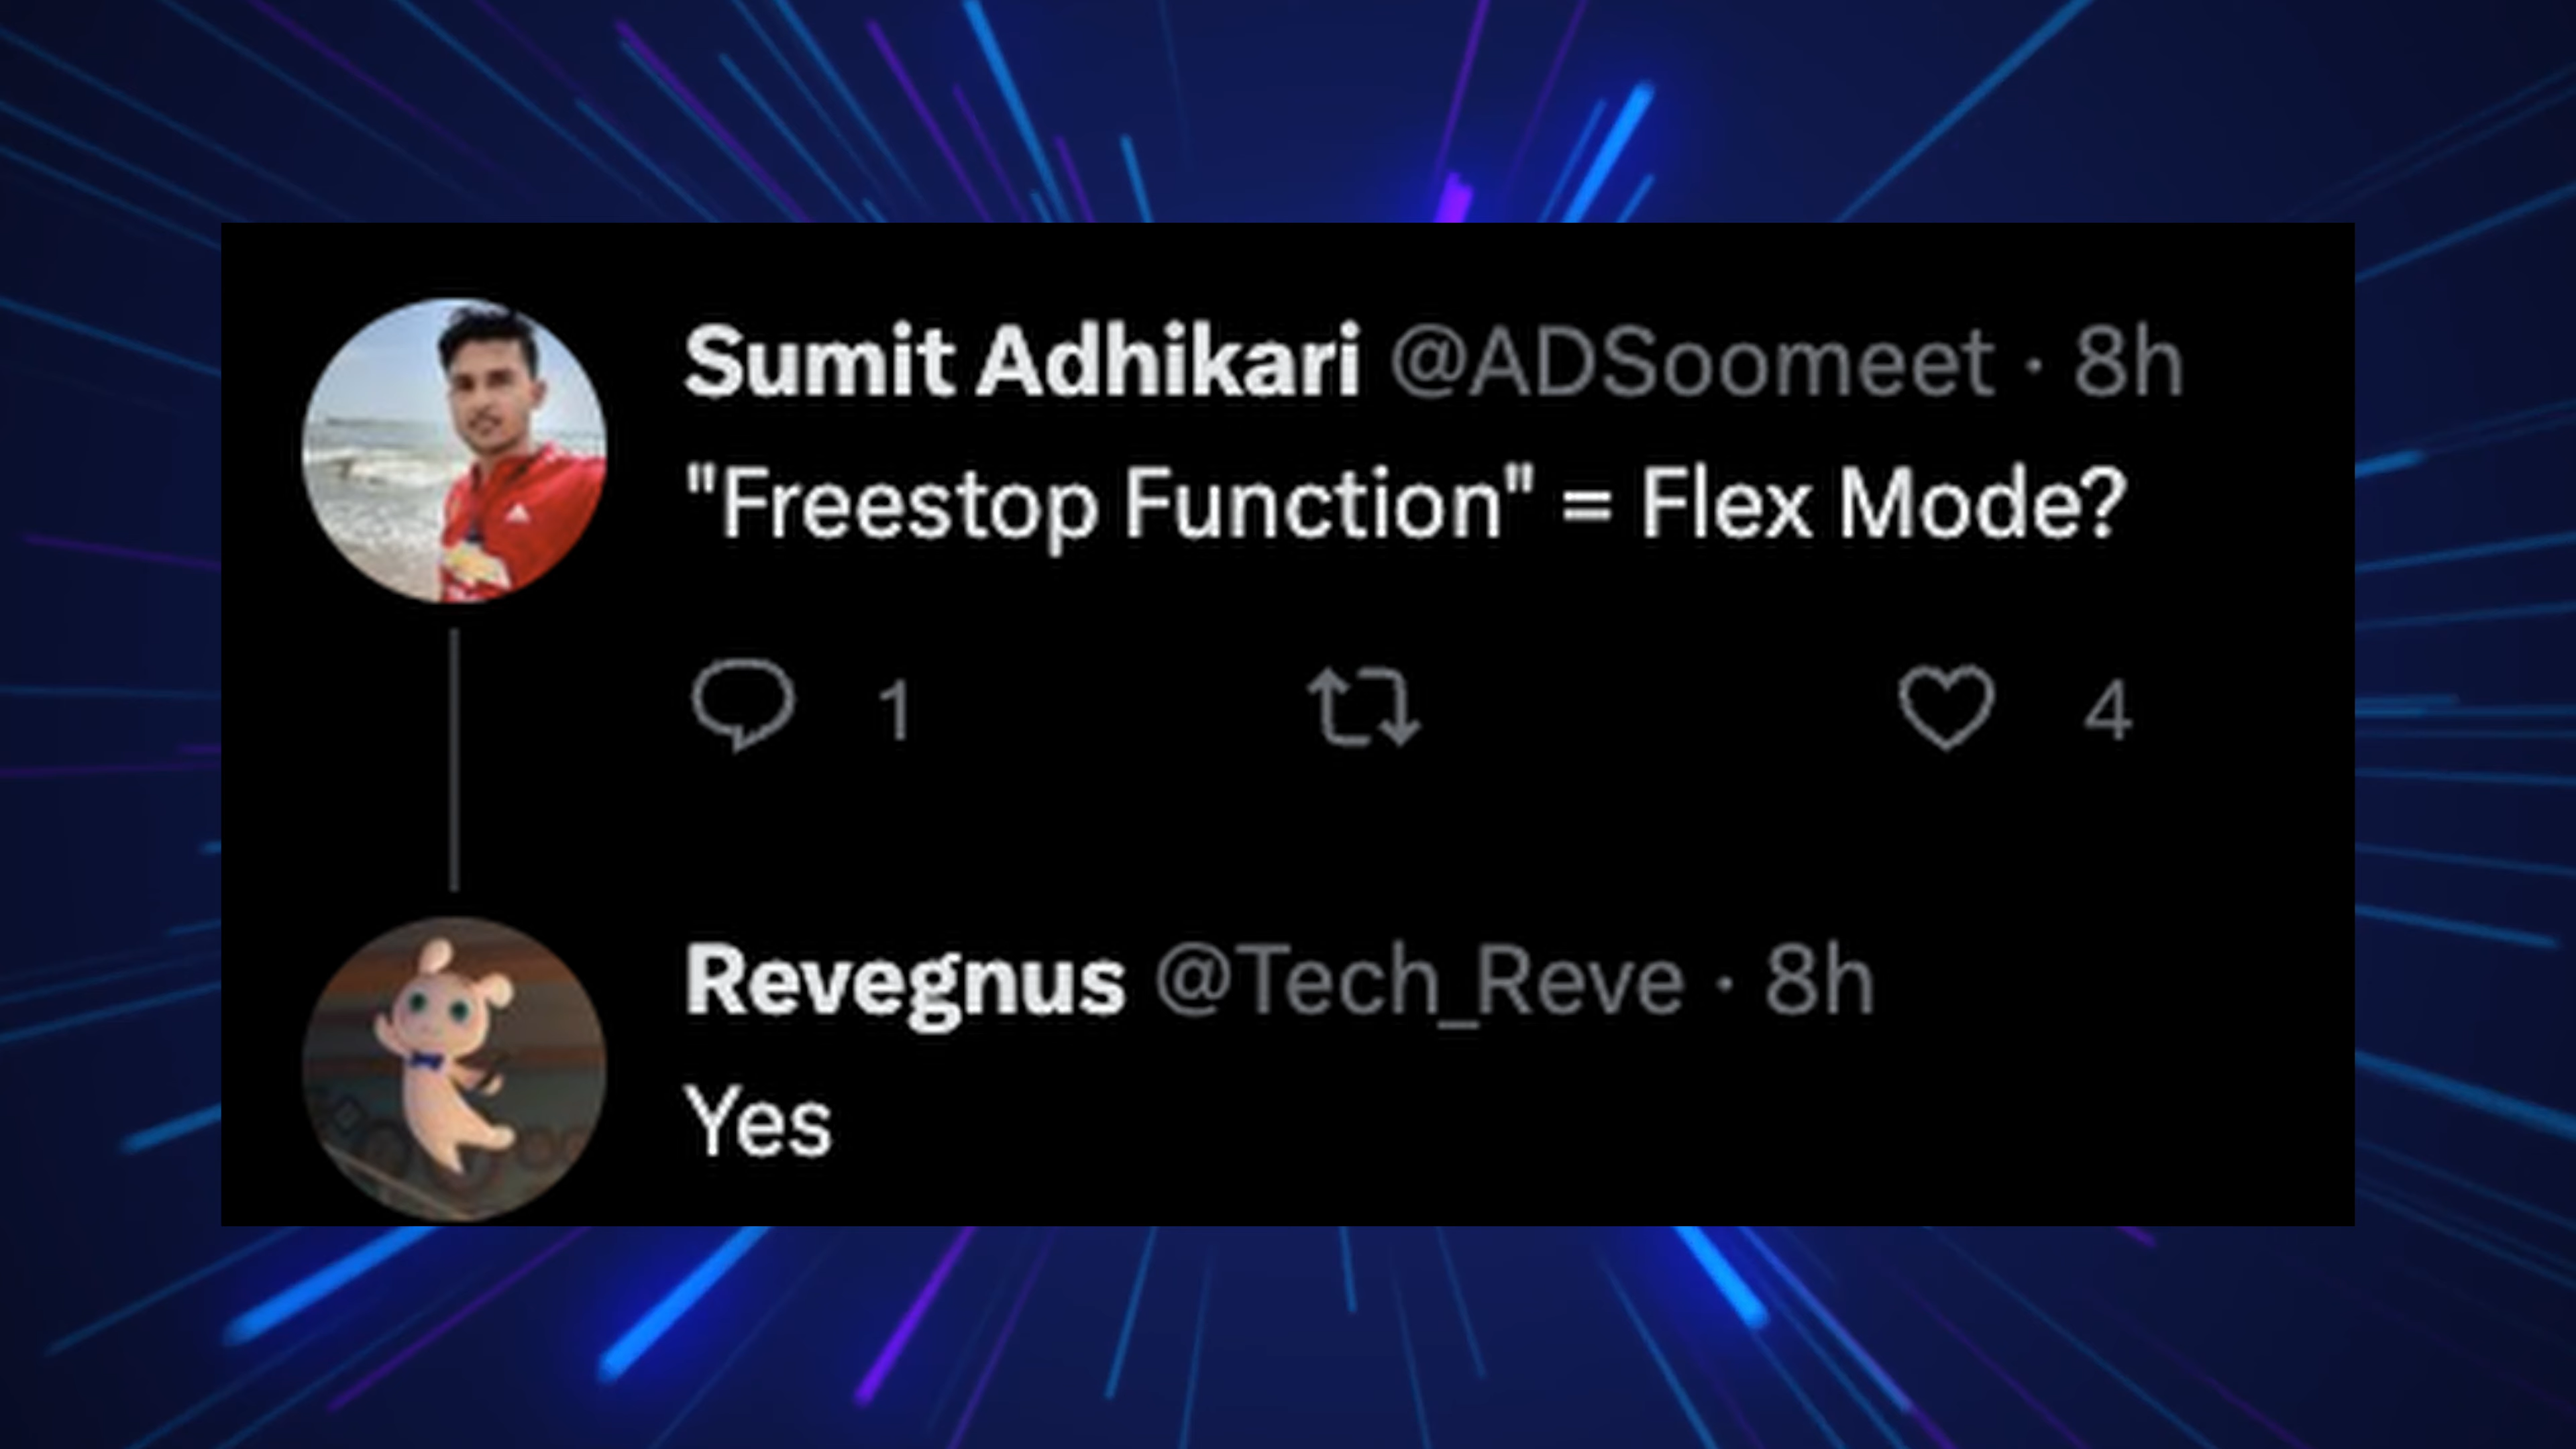 Sumit Adhikari @ADSoomeet · 8h
"Freestop Function" = Flex Mode?
1 4
Revegnus @Tech_Reve · 8h
Yes